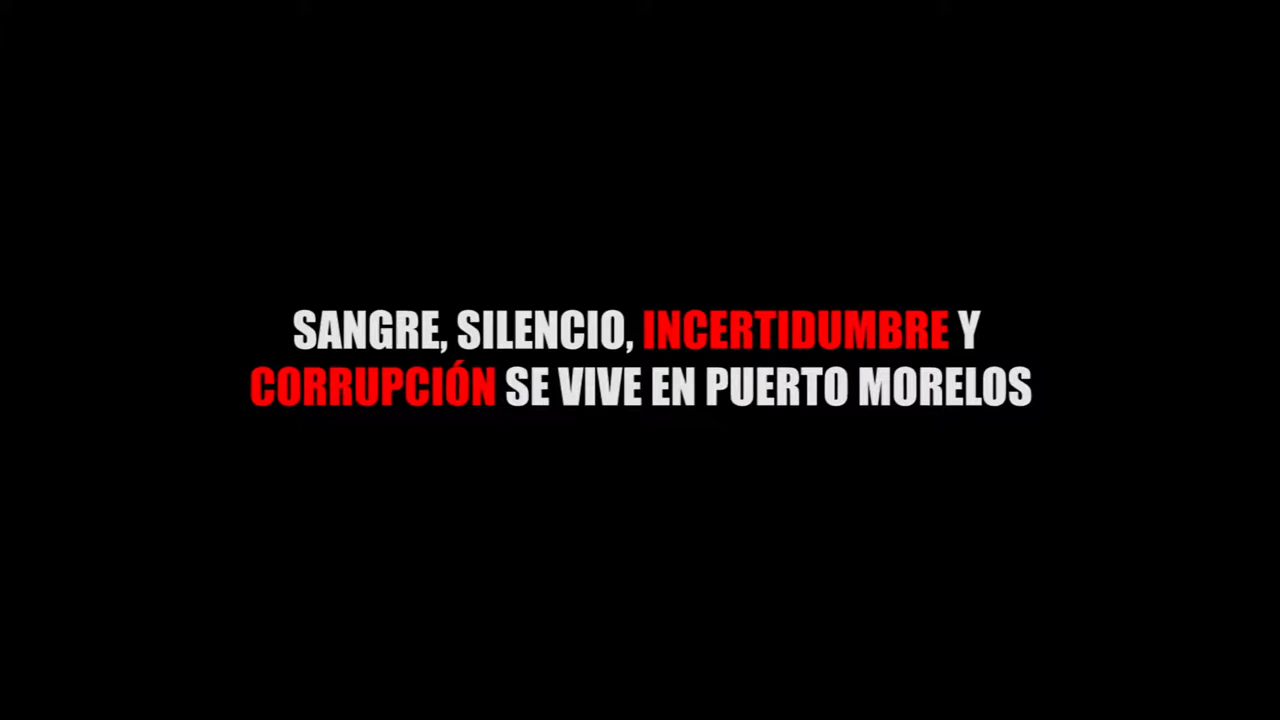 SANGRE, SILENCIO, INCERTIDUMBRE Y
CORRUPCIÓN SE VIVE EN PUERTO MORELOS